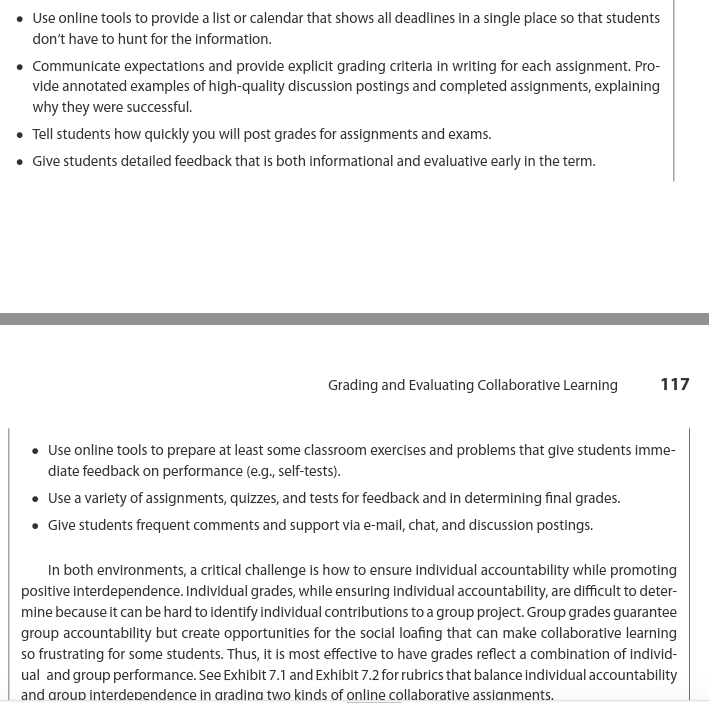 • Use online tools to provide a list or calendar that shows all deadlines in a single place so that students
don't have to hunt for the information.
• Communicate expectations and provide explicit grading criteria in writing for each assignment. Pro-
vide annotated examples of high-quality discussion postings and completed assignments, explaining
why they were successful.
• Tell students how quickly you will post grades for assignments and exams.
• Give students detailed feedback that is both informational and evaluative early in the term.
Grading and Evaluating Collaborative Learning 117
• Use online tools to prepare at least some classroom exercises and problems that give students imme-
diate feedback on performance (e.g., self-tests).
• Use a variety of assignments, quizzes, and tests for feedback and in determining final grades.
• Give students frequent comments and support via e-mail, chat, and discussion postings.
In both environments, a critical challenge is how to ensure individual accountability while promoting
positive interdependence. Individual grades, while ensuring individual accountability, are difficult to deter-
mine because it can be hard to identify individual contributions to a group project. Group grades guarantee
group accountability but create opportunities for the social loafing that can make collaborative learning
so frustrating for some students. Thus, it is most effective to have grades reflect a combination of individ-
ual and group performance. See Exhibit 7.1 and Exhibit 7.2 for rubrics that balance individual accountability
and group interdependence in grading two kinds of online collaborative assignments.